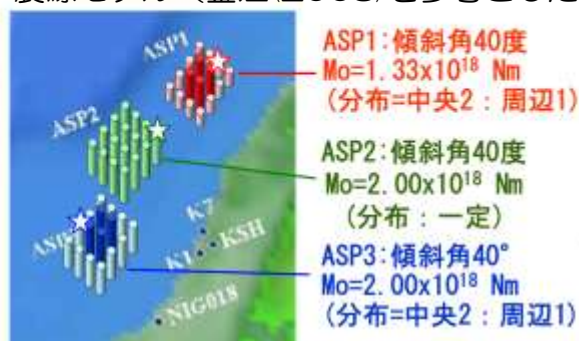 ASP1
ASP1:傾斜角40度
Mo=1.33x10¹⁸ Nm
(分布=中央2：周辺1)
ASP2
ASP2:傾斜角40度
Mo=2.00x10¹⁸ Nm
(分布：一定)
K7
KSH
K1
NIG018
ASP3:傾斜角40°
Mo=2.00x10¹⁸ Nm
(分布=中央2：周辺1)